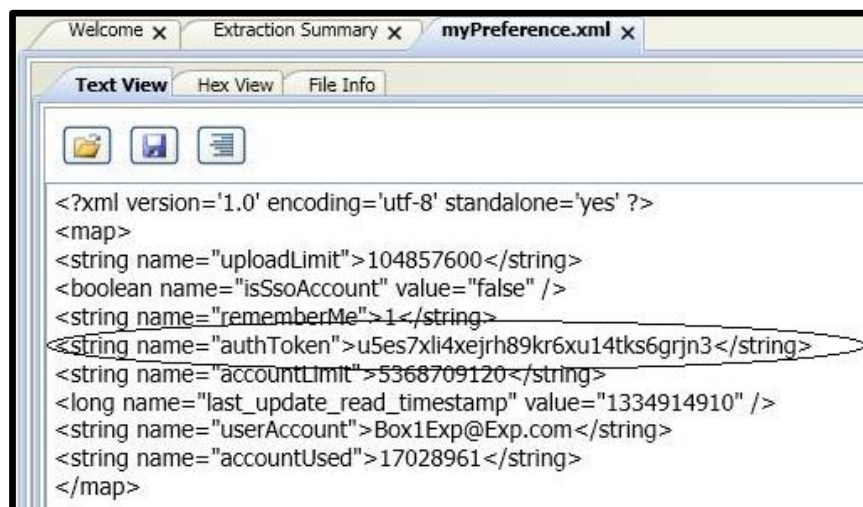 Welcome x Extraction Summary x myPreference.xml x
Text View Hex View File Info
<?xml version='1.0' encoding='utf-8' standalone='yes' ?>
<map>
<string name="uploadLimit">104857600</string>
<boolean name="isSsoAccount" value="false" />
<string name="rememberMe">1</string>
<string name="authToken">u5es7xli4xejrh89kr6xu14tks6grjn3</string>
<string name="accountLimit">5368709120</string>
<long name="last_update_read_timestamp" value="1334914910" />
<string name="userAccount">Box1Exp@Exp.com</string>
<string name="accountUsed">17028961</string>
</map>